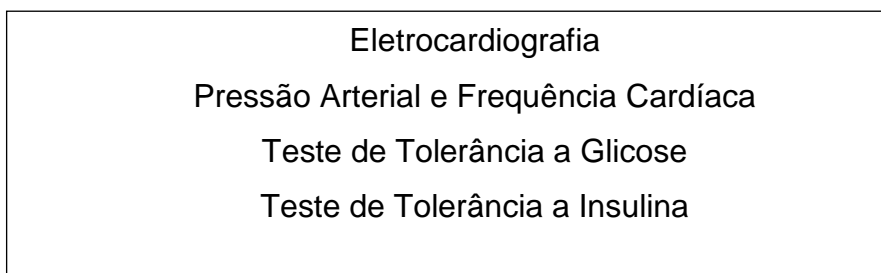 Eletrocardiografia
Pressão Arterial e Frequência Cardíaca
Teste de Tolerância a Glicose
Teste de Tolerância a Insulina